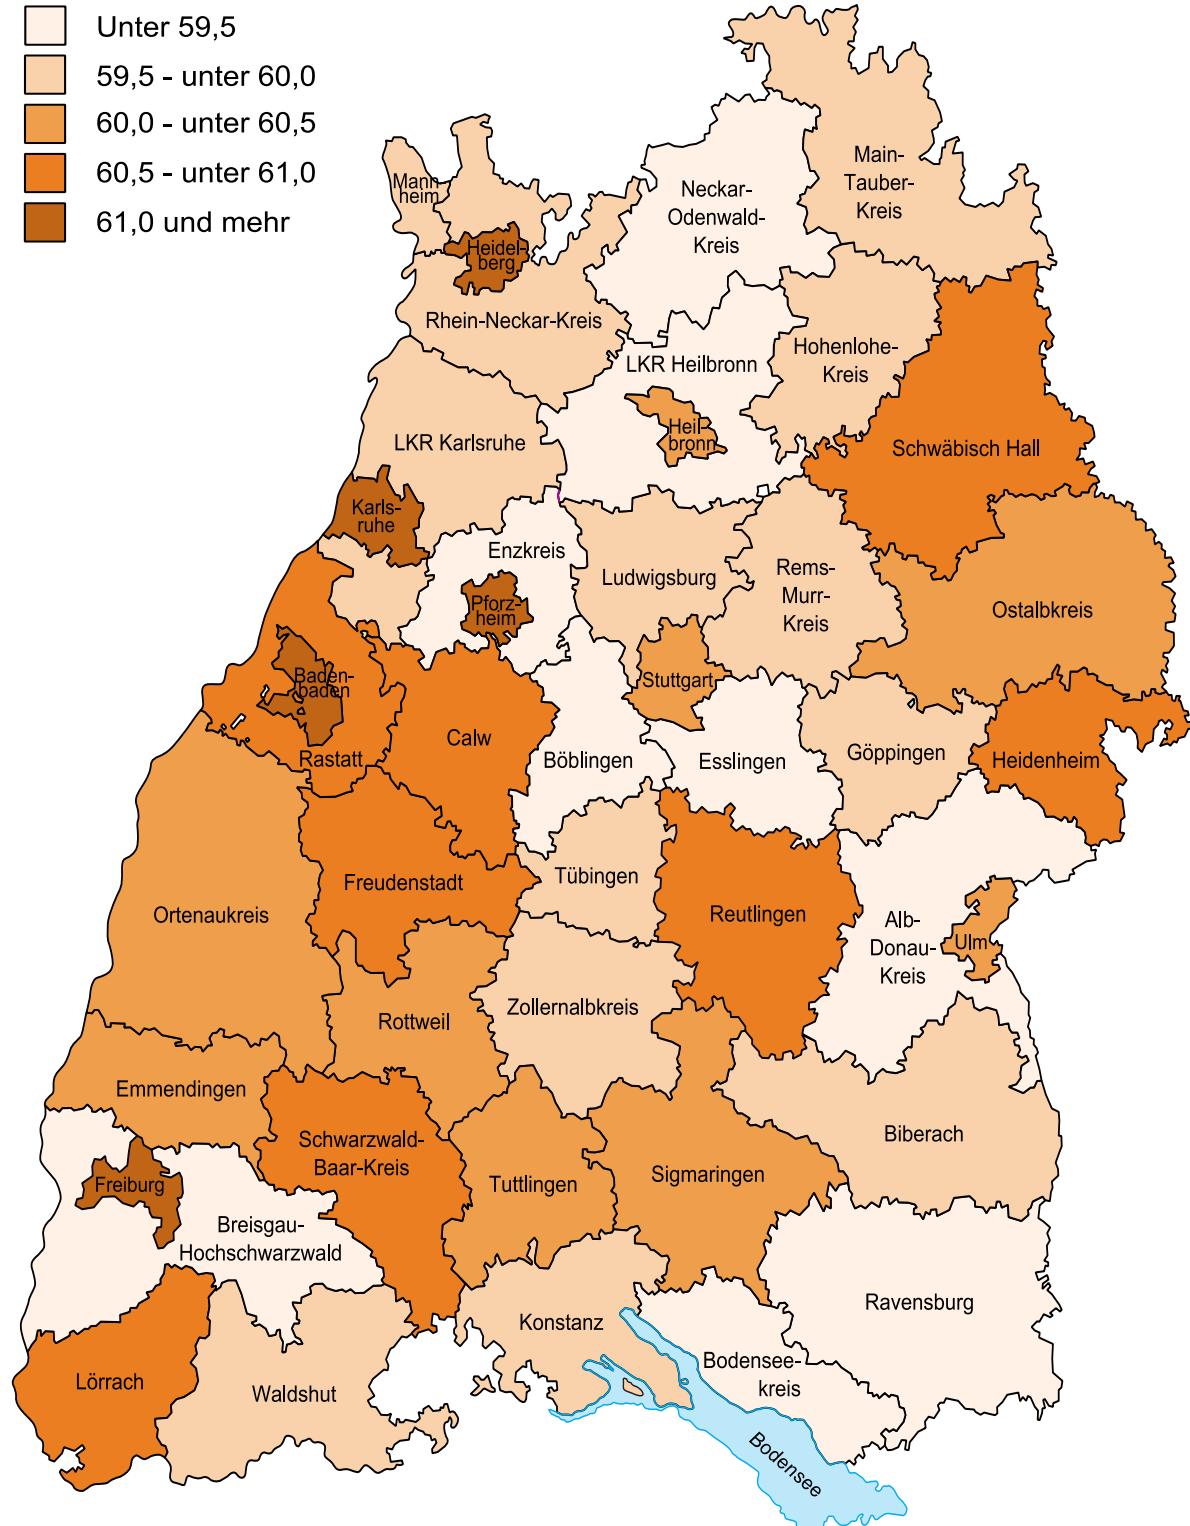 Unter 59,5
59,5 - unter 60,0
60,0 - unter 60,5
60,5 - unter 61,0
61,0 und mehr
Main-
Tauber-
Kreis
Neckar-
Odenwald-
Kreis
Mann-
heim
Heidel-
berg
Rhein-Neckar-Kreis
Hohenlohe-
Kreis
LKR Heilbronn
Heil-
bronn
LKR Karlsruhe
Schwäbisch Hall
Karls-
ruhe
Enzkreis
Ludwigsburg
Rems-
Murr-
Kreis
Ostalbkreis
Pforz-
heim
Stuttgart
Baden-
baden
Rastatt
Calw
Böblingen
Esslingen
Göppingen
Heidenheim
Freudenstadt
Tübingen
Reutlingen
Ortenaukreis
Alb-
Donau-
Kreis
Ulm
Zollernalbkreis
Rottweil
Emmendingen
Schwarzwald-
Baar-Kreis
Biberach
Sigmaringen
Tuttlingen
Freiburg
Breisgau-
Hochschwarzwald
Ravensburg
Konstanz
Bodensee-
kreis
Lörrach
Waldshut
Bodensee